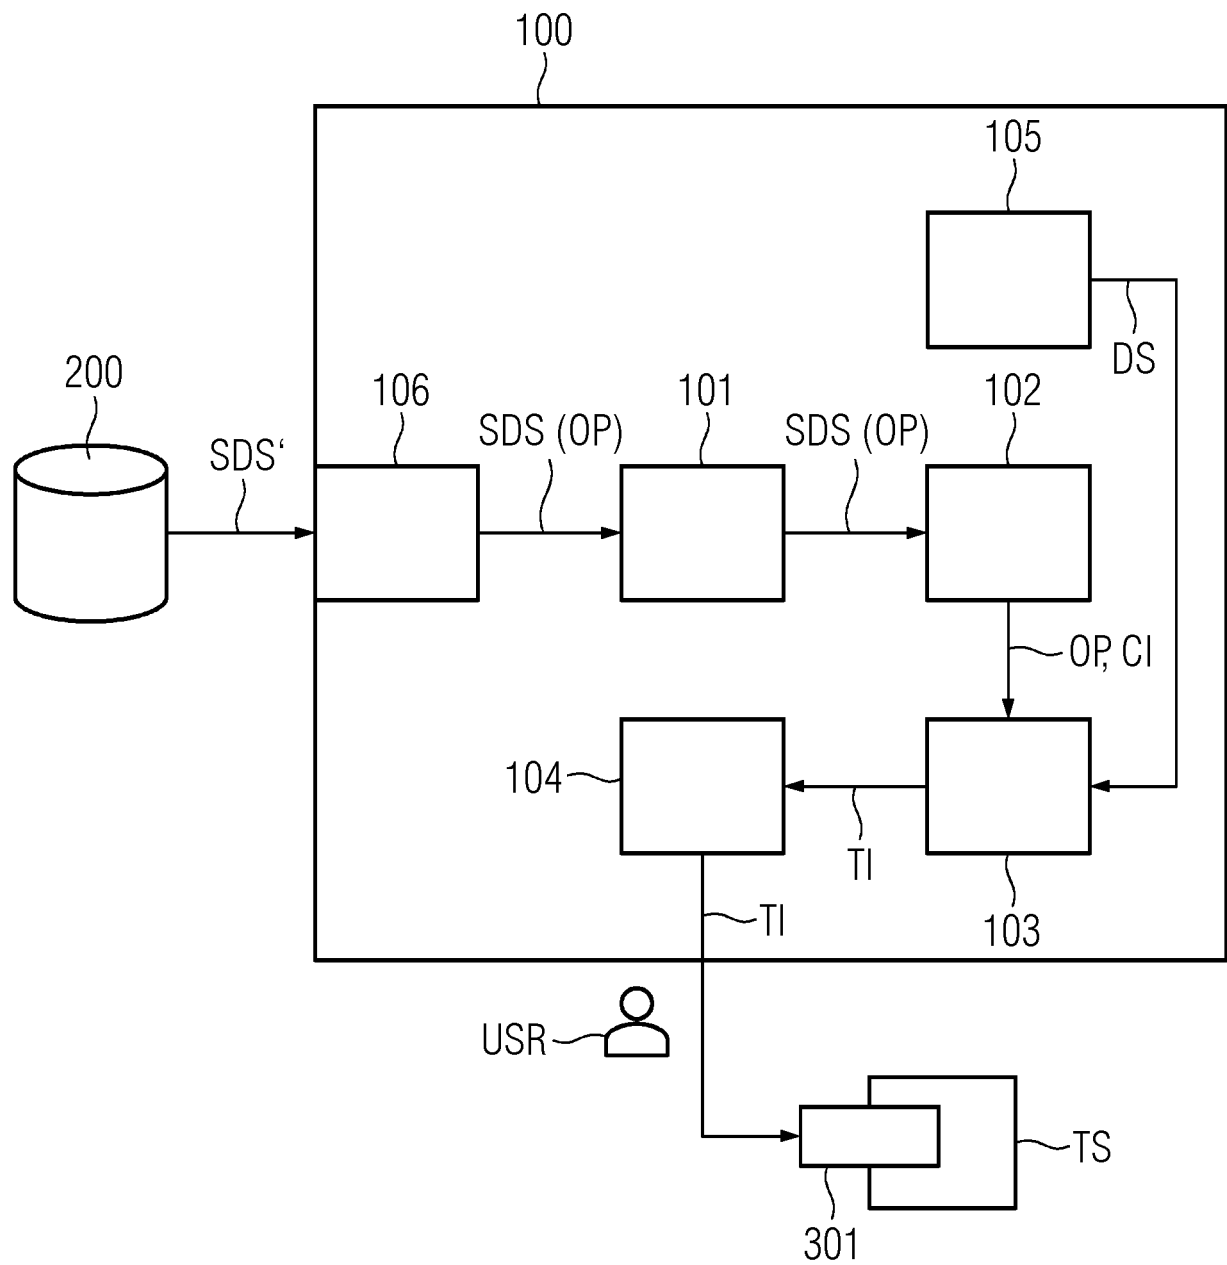 100
105
DS
200
106
101
102
SDS‘
SDS (OP)
SDS (OP)
OP, CI
104
TI
103
TI
USR
TS
301